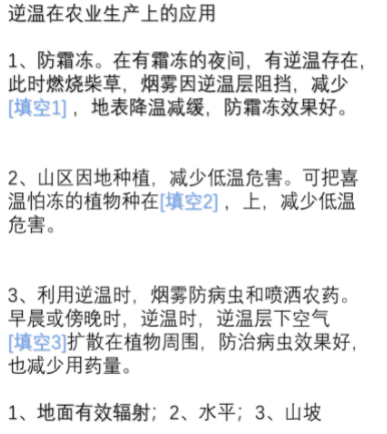 逆温在农业生产上的应用
1、防霜冻。在有霜冻的夜间，有逆温存在，
此时燃烧柴草，烟雾因逆温层阻挡，减少
[填空1] ，地表降温减缓，防霜冻效果好。
2、山区因地种植，减少低温危害。可把喜
温怕冻的植物种在[填空2] ，上，减少低温
危害。
3、利用逆温时，烟雾防病虫和喷洒农药。
早晨或傍晚时，逆温时，逆温层下空气
[填空3]扩散在植物周围，防治病虫效果好，
也减少用药量。
1、地面有效辐射；2、水平；3、山坡